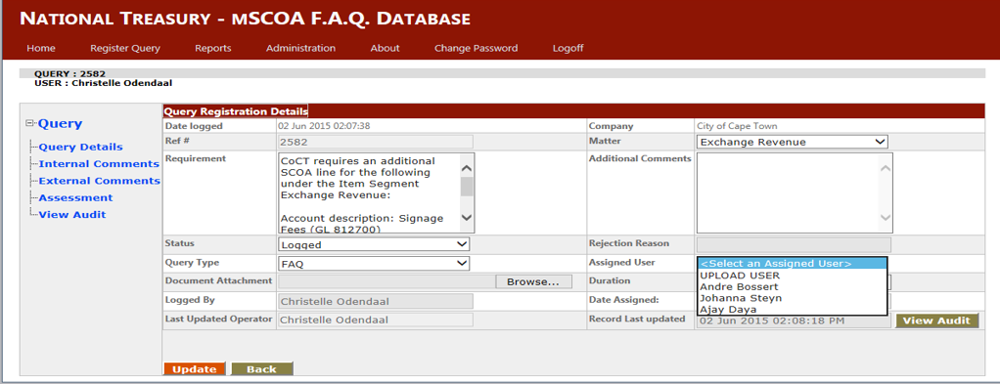 NATIONAL TREASURY - MSCOA F.A.Q. DATABASE
Home Register Query Reports Administration About Change Password Logoff
QUERY : 2582
USER : Christelle Odendaal
Query
Query Details
Internal Comments
External Comments
Assessment
View Audit
Query Registration Details
Date logged 02 Jun 2015 02:07:38 Company City of Cape Town
Ref # 2582 Matter Exchange Revenue
Requirement CoCT requires an additional
SCOA line for the following
under the Item Segment
Exchange Revenue:
Account description: Signage
Fees (GL 812700)
Additional Comments
Status Logged Rejection Reason
Query Type FAQ Assigned User <Select an Assigned User>
UPLOAD USER
Andre Bossert
Johanna Steyn
Ajay Daya
Document Attachment Browse... Duration
Logged By Christelle Odendaal Date Assigned:
Last Updated Operator Christelle Odendaal Record Last updated 02 Jun 2015 02:08:18 PM View Audit
Update Back